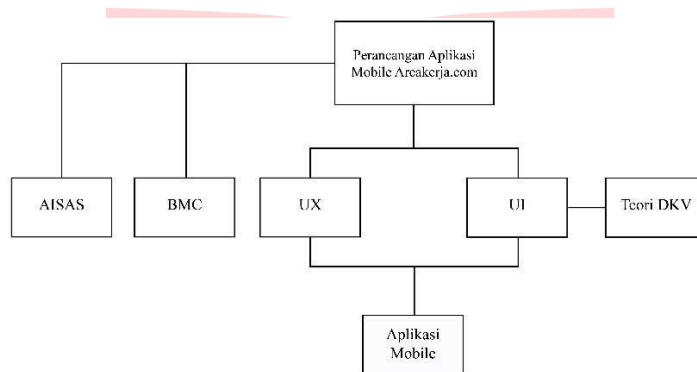 Perancangan Aplikasi
Mobile Areakerja.com
AISAS
BMC
UX
UI
Teori DKV
Aplikasi
Mobile